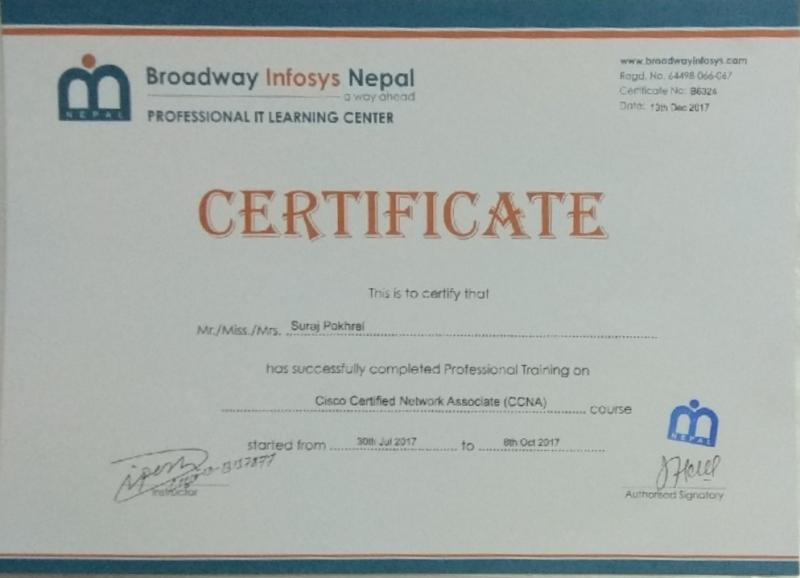 Broadway Infosys Nepal
a way ahead
NEPAL
PROFESSIONAL IT LEARNING CENTER
www.broadwayinfosys.com
Regd. No. 64498-066-067
Certificate No: B6324
Date: 13th Dec 2017
CERTIFICATE
This is to certify that
Mr./Miss./Mrs. Suraj Pokhrel
has successfully completed Professional Training on
Cisco Certified Network Associate (CCNA) course
started from 30th Jul 2017 to 8th Oct 2017
NEPAL
Instructor
Authorised Signatory